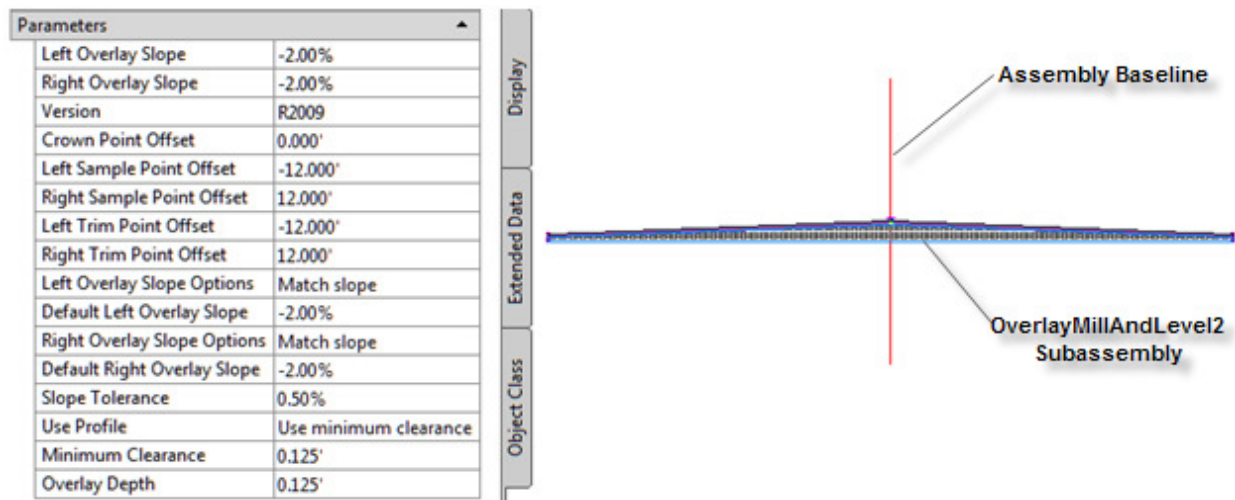 Parameters
Left Overlay Slope -2.00%
Right Overlay Slope -2.00%
Version R2009
Crown Point Offset 0.000'
Left Sample Point Offset -12.000'
Right Sample Point Offset 12.000'
Left Trim Point Offset -12.000'
Right Trim Point Offset 12.000'
Left Overlay Slope Options Match slope
Default Left Overlay Slope -2.00%
Right Overlay Slope Options Match slope
Default Right Overlay Slope -2.00%
Slope Tolerance 0.50%
Use Profile Use minimum clearance
Minimum Clearance 0.125'
Overlay Depth 0.125'
Display
Extended Data
Object Class
Assembly Baseline
OverlayMillAndLevel2
Subassembly